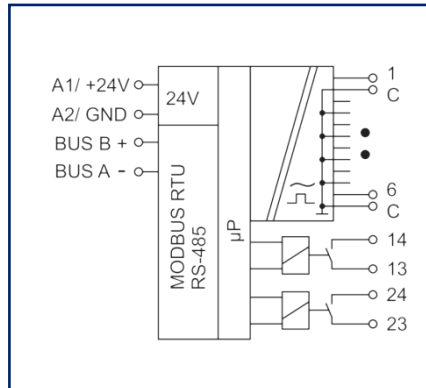 A1/ +24V
A2/ GND
BUS B +
BUS A -
24V
MODBUS RTU
RS-485
µP
1
C
6
C
14
13
24
23